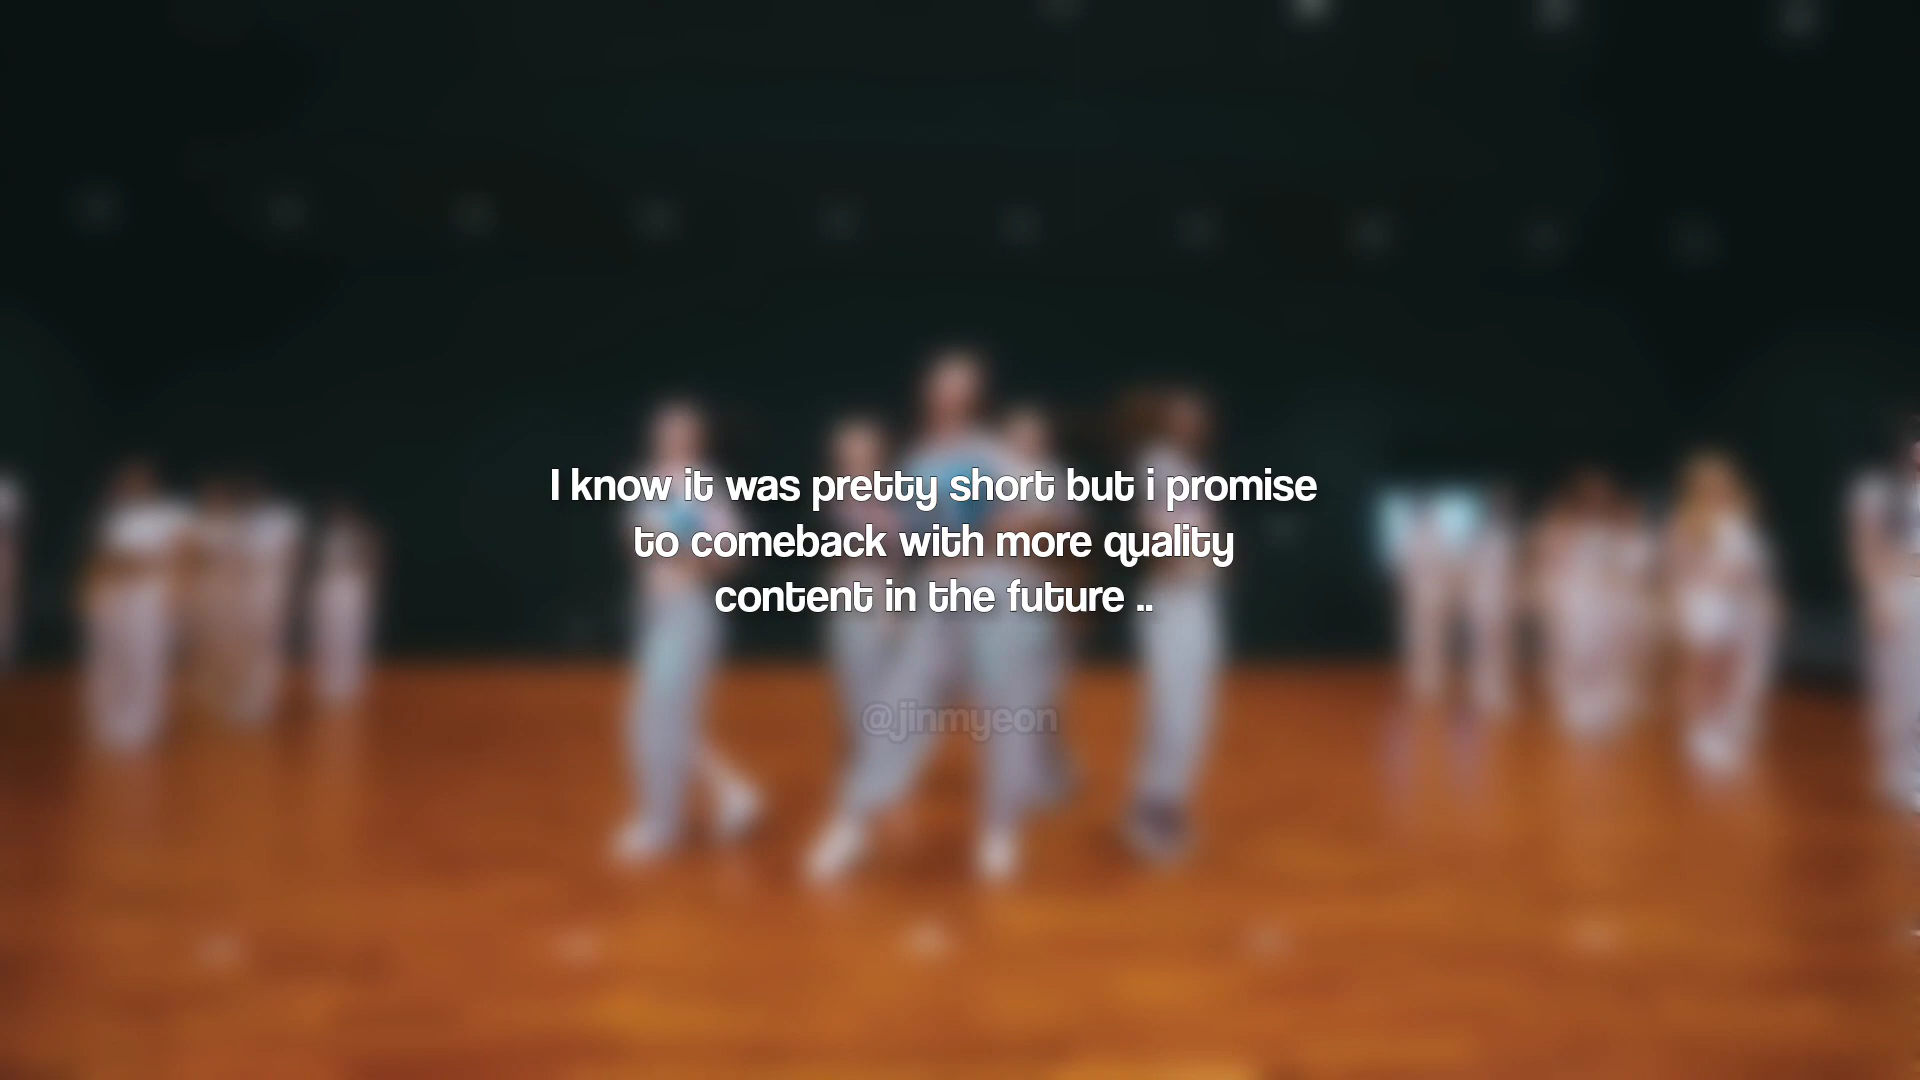 I know it was pretty short but i promise
to comeback with more quality
content in the future ..
@jinmyeon